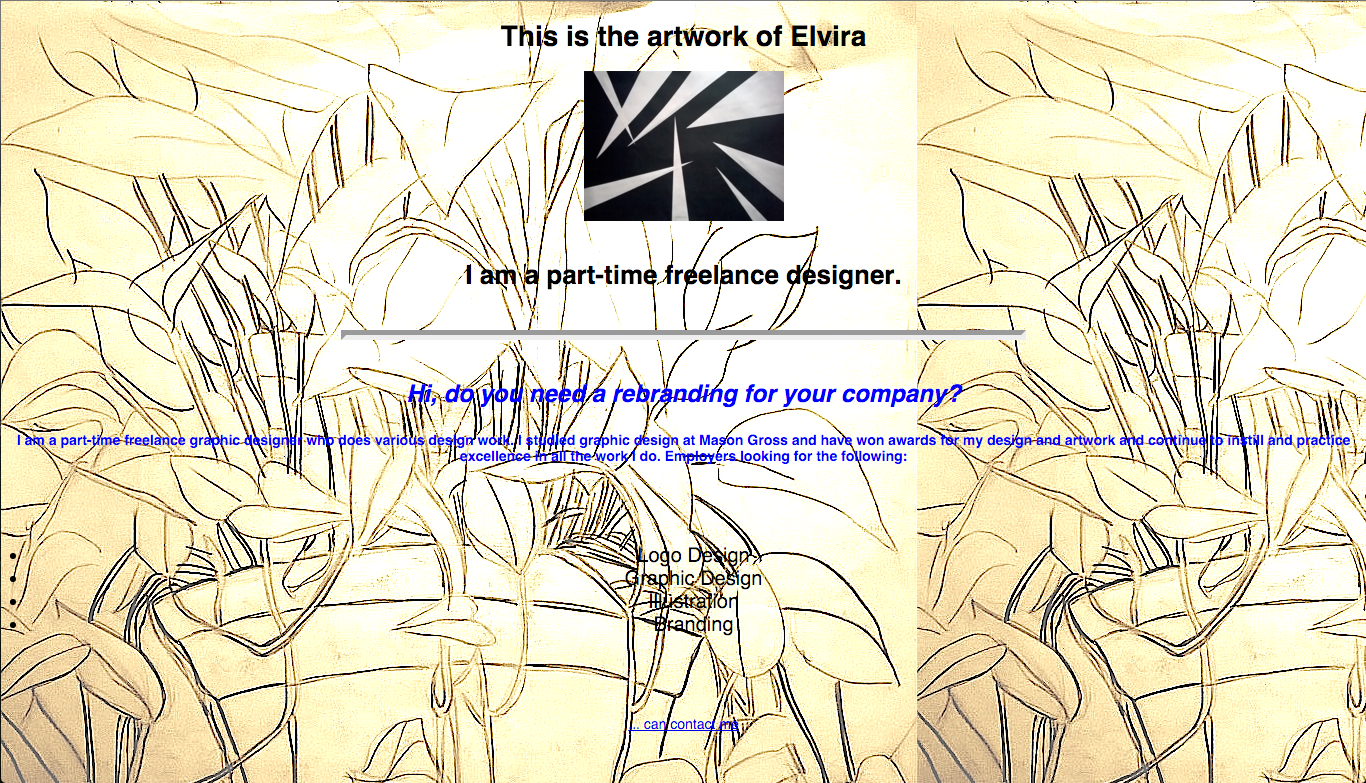 This is the artwork of Elvira
I am a part-time freelance designer.
Hi, do you need a rebranding for your company?
I am a part-time freelance graphic designer who does various design work. I studied graphic design at Mason Gross and have won awards for my design and artwork and continue to instill and practice
excellence in all the work I do. Employers looking for the following:
Logo Design
Graphic Design
Illustration
Branding
... can contact me